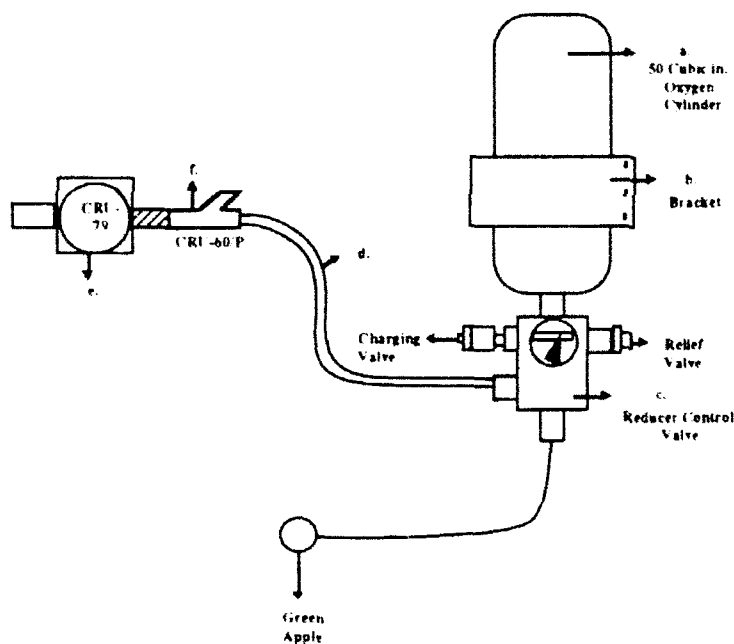 a.
50 Cubic in.
Oxygen
Cylinder
f.
b.
Bracket
CRU-
79
CRU-60/P
e.
d.
Charging
Valve
Relief
Valve
c.
Reducer Control
Valve
Green
Apple